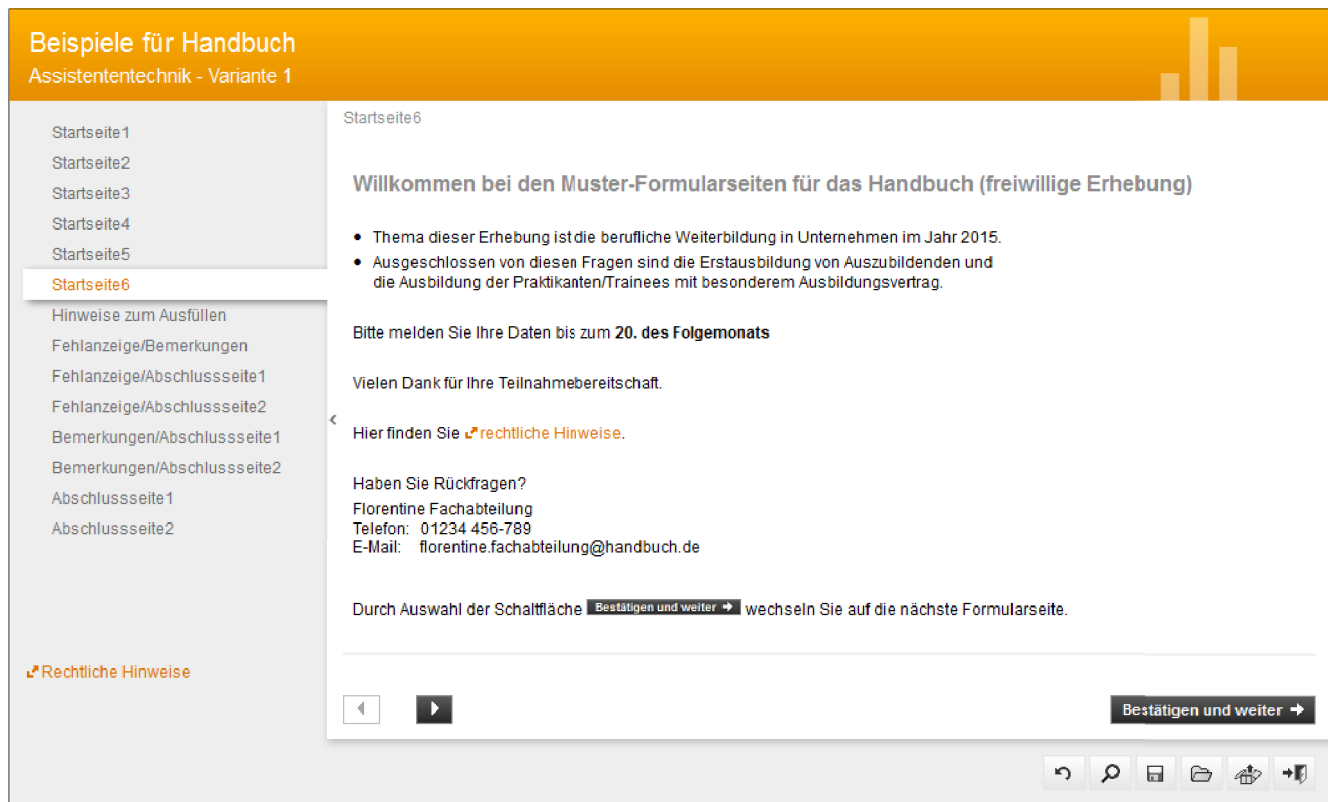 Beispiele für Handbuch
Assistententechnik - Variante 1
Startseite1
Startseite2
Startseite3
Startseite4
Startseite5
Startseite6
Hinweise zum Ausfüllen
Fehlanzeige/Bemerkungen
Fehlanzeige/Abschlussseite1
Fehlanzeige/Abschlussseite2
Bemerkungen/Abschlussseite1
Bemerkungen/Abschlussseite2
Abschlussseite1
Abschlussseite2
Rechtliche Hinweise
Startseite6
Willkommen bei den Muster-Formularseiten für das Handbuch (freiwillige Erhebung)
• Thema dieser Erhebung ist die berufliche Weiterbildung in Unternehmen im Jahr 2015.
• Ausgeschlossen von diesen Fragen sind die Erstausbildung von Auszubildenden und
die Ausbildung der Praktikanten/Trainees mit besonderem Ausbildungsvertrag.
Bitte melden Sie Ihre Daten bis zum 20. des Folgemonats
Vielen Dank für Ihre Teilnahmebereitschaft.
Hier finden Sie rechtliche Hinweise.
Haben Sie Rückfragen?
Florentine Fachabteilung
Telefon: 01234 456-789
E-Mail: florentine.fachabteilung@handbuch.de
Durch Auswahl der Schaltfläche Bestätigen und weiter wechseln Sie auf die nächste Formularseite.
Bestätigen und weiter